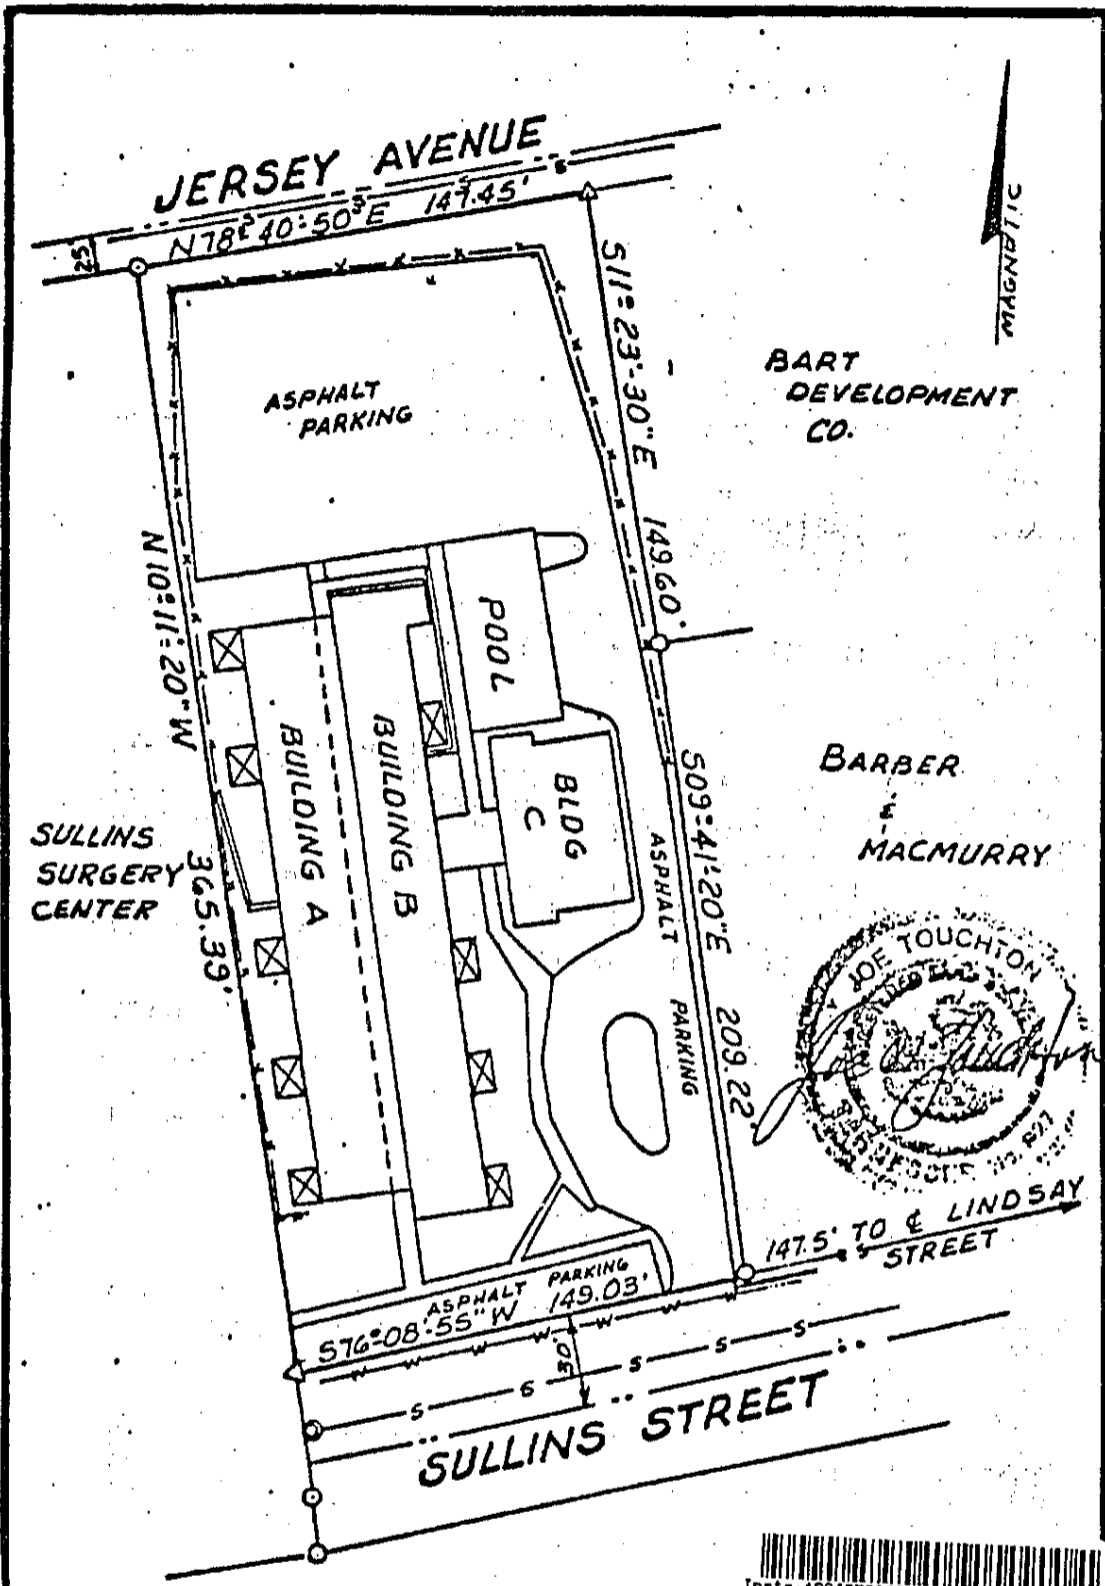 JERSEY AVENUE
N78°-40'-50"E 147.45'
25'
MAGNETIC
S11°-23'-30"E 149.60'
BART
DEVELOPMENT
CO.
ASPHALT
PARKING
N10°-11'-20"W 365.39'
POOL
BUILDING A
BUILDING B
BLDG
C
S09°-41'-20"E 209.22'
ASPHALT PARKING
BARBER
MACMURRY
SULLINS
SURGERY
CENTER
JOE TOUCHTON
147.5' TO ℄ LINDSAY
STREET
ASPHALT PARKING
S76°-08'-55"W 149.03'
30'
SULLINS STREET